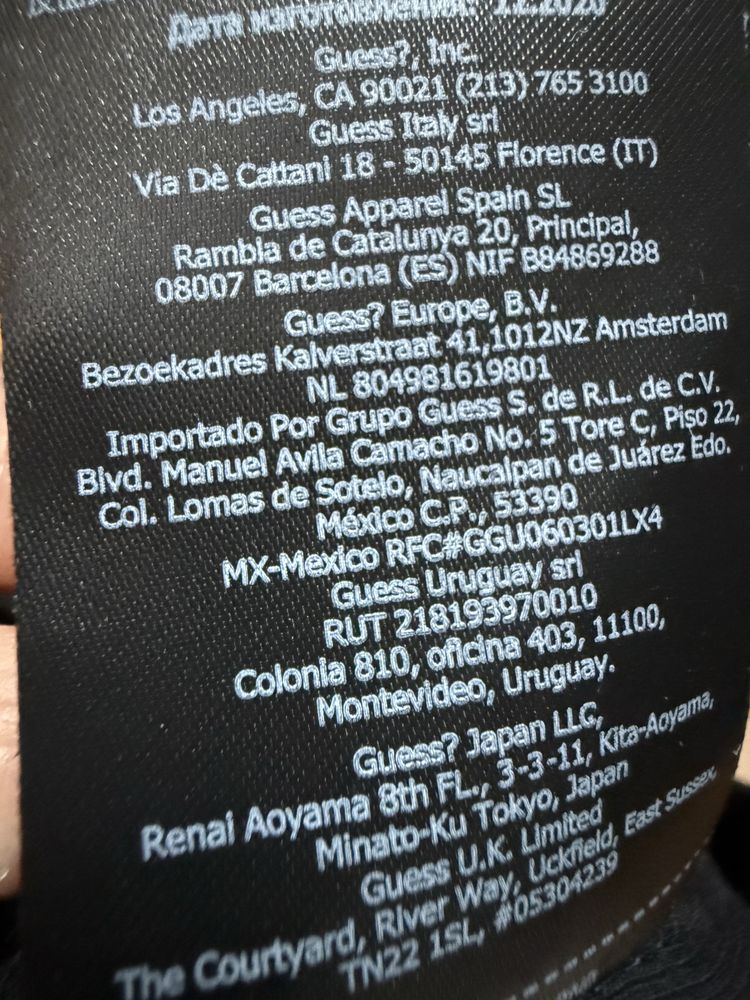 Дата изготовления: 12.2020
Guess?, Inc.
Los Angeles, CA 90021 (213) 765 3100
Guess Italy srl
Via Dè Cattani 18 - 50145 Florence (IT)
Guess Apparel Spain SL
Rambla de Catalunya 20, Principal,
08007 Barcelona (ES) NIF B84869288
Guess? Europe, B.V.
Bezoekadres Kalverstraat 41,1012NZ Amsterdam
NL 804981619B01
Importado Por Grupo Guess S. de R.L. de C.V.
Blvd. Manuel Avila Camacho No. 5 Tore C, Piso 22,
Col. Lomas de Sotelo, Naucalpan de Juárez Edo.
México C.P., 53390
MX-Mexico RFC#GGU060301LX4
Guess Uruguay srl
RUT 218193970010
Colonia 810, oficina 403, 11100,
Montevideo, Uruguay.
Guess? Japan LLC,
Renai Aoyama 8th FL., 3-3-11, Kita-Aoyama,
Minato-Ku Tokyo, Japan
Guess U.K. Limited
The Courtyard, River Way, Uckfield, East Sussex,
TN22 1SL, #05304239